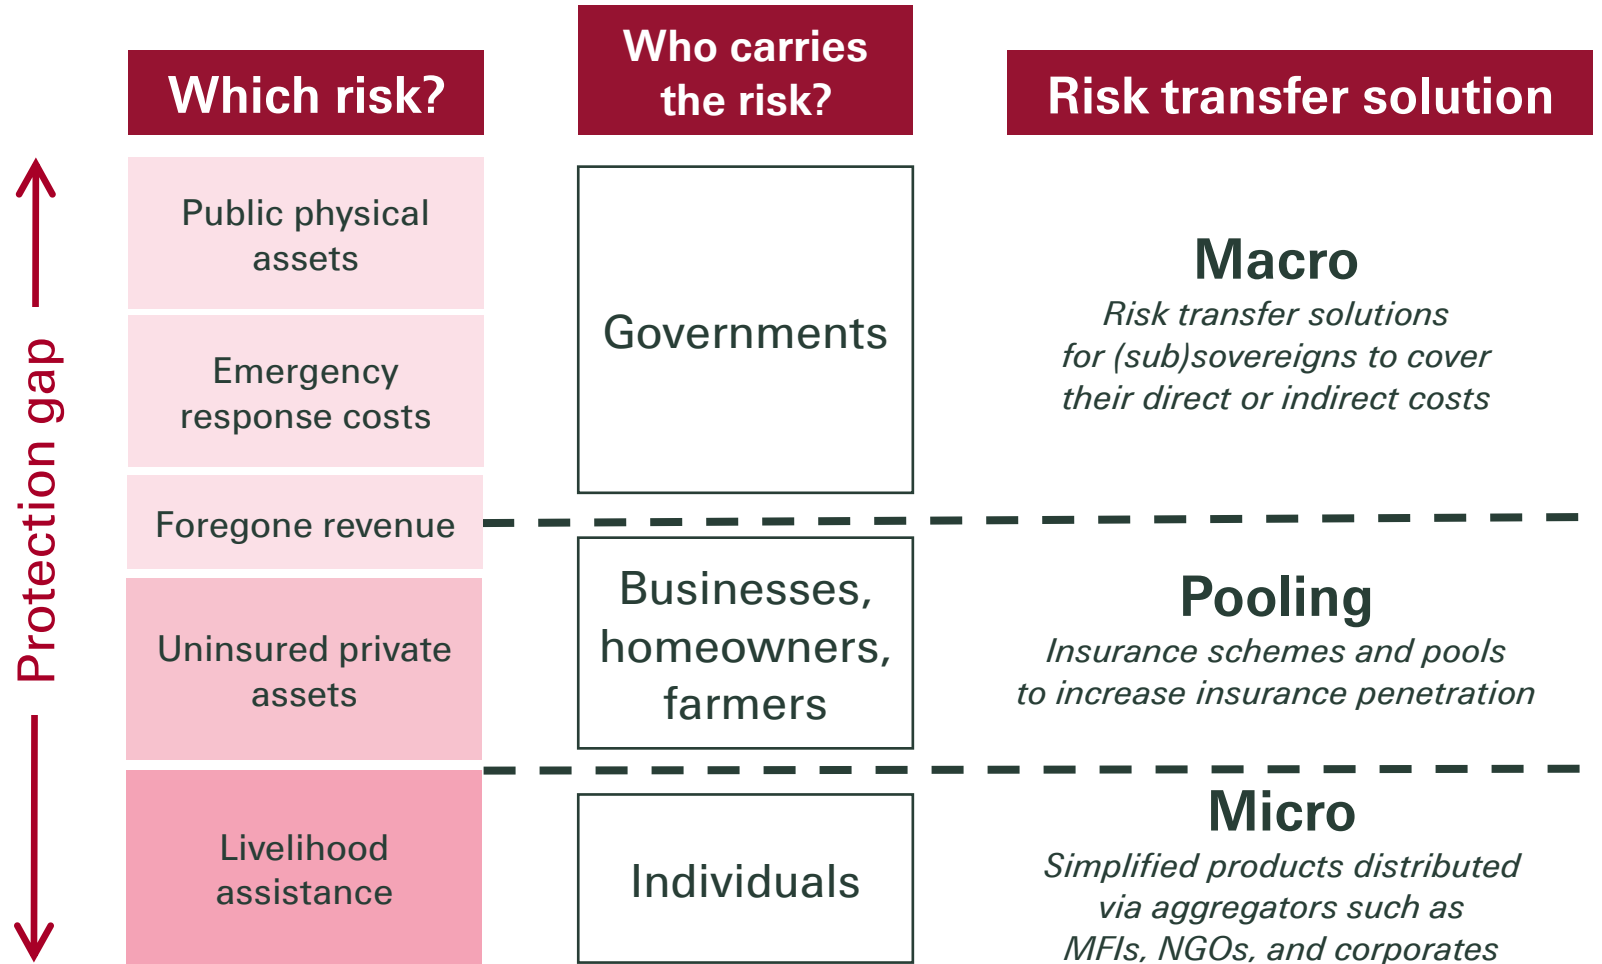 Which risk?
Who carries
the risk?
Risk transfer solution
Protection gap
Public physical
assets
Emergency
response costs
Foregone revenue
Uninsured private
assets
Livelihood
assistance
Governments
Businesses,
homeowners,
farmers
Individuals
Macro
Risk transfer solutions
for (sub)sovereigns to cover
their direct or indirect costs
Pooling
Insurance schemes and pools
to increase insurance penetration
Micro
Simplified products distributed
via aggregators such as
MFIs, NGOs, and corporates